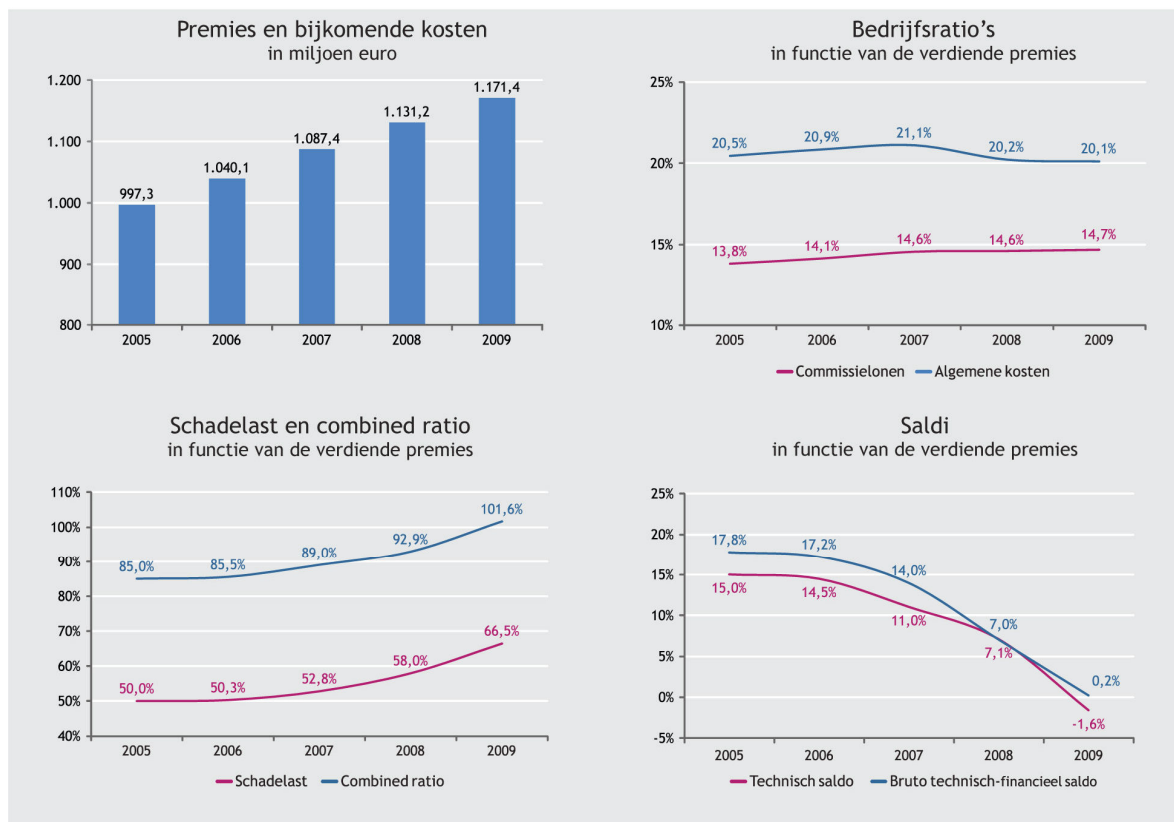 Premies en bijkomende kosten
in miljoen euro
1.200
1.100
1.000
900
800
997,3
1.040,1
1.087,4
1.131,2
1.171,4
2005 2006 2007 2008 2009
Bedrijfsratio's
in functie van de verdiende premies
25%
20%
15%
10%
20,5% 20,9% 21,1% 20,2% 20,1%
13,8% 14,1% 14,6% 14,6% 14,7%
2005 2006 2007 2008 2009
Commissielonen Algemene kosten
Schadelast en combined ratio
in functie van de verdiende premies
110%
100%
90%
80%
70%
60%
50%
40%
85,0% 85,5% 89,0% 92,9% 101,6%
50,0% 50,3% 52,8% 58,0% 66,5%
2005 2006 2007 2008 2009
Schadelast Combined ratio
Saldi
in functie van de verdiende premies
25%
20%
15%
10%
5%
0%
-5%
17,8% 17,2% 14,0% 7,0% 0,2%
15,0% 14,5% 11,0% 7,1% -1,6%
2005 2006 2007 2008 2009
Technisch saldo Bruto technisch-financieel saldo